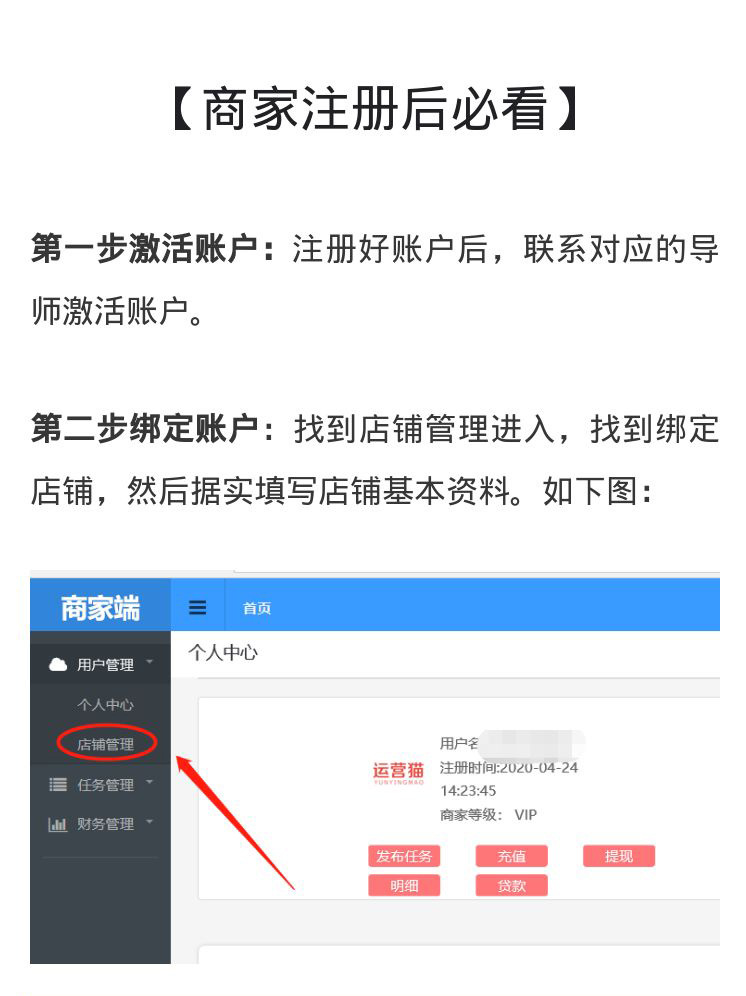 【商家注册后必看】
第一步激活账户：注册好账户后，联系对应的导
师激活账户。
第二步绑定账户：找到店铺管理进入，找到绑定
店铺，然后据实填写店铺基本资料。如下图：
商家端
首页
用户管理
个人中心
个人中心
店铺管理
任务管理
财务管理
运营猫
YUNYINGMAO
用户名
注册时间:2020-04-24
14:23:45
商家等级： VIP
发布任务 充值 提现
明细 贷款